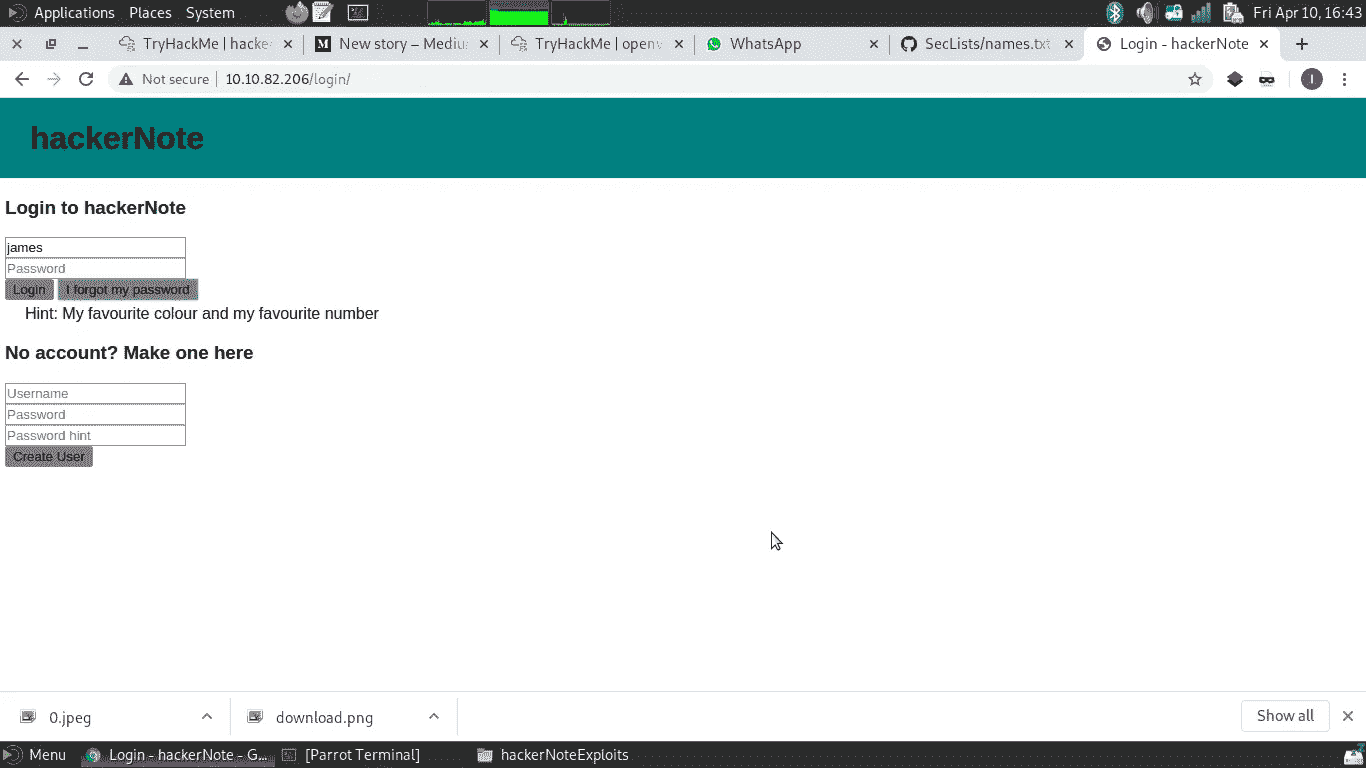 Applications Places System Fri Apr 10, 16:43
TryHackMe | hacke TryHackMe | openv WhatsApp SecLists/names.txt Login - hackerNote
New story – Mediu
Not secure 10.10.82.206/login/ I
hackerNote
Login to hackerNote
james
Password
Login I forgot my password
Hint: My favourite colour and my favourite number
No account? Make one here
Username
Password
Password hint
Create User
0.jpeg download.png Show all
Menu Login - hackerNote - G... [Parrot Terminal] hackerNoteExploits